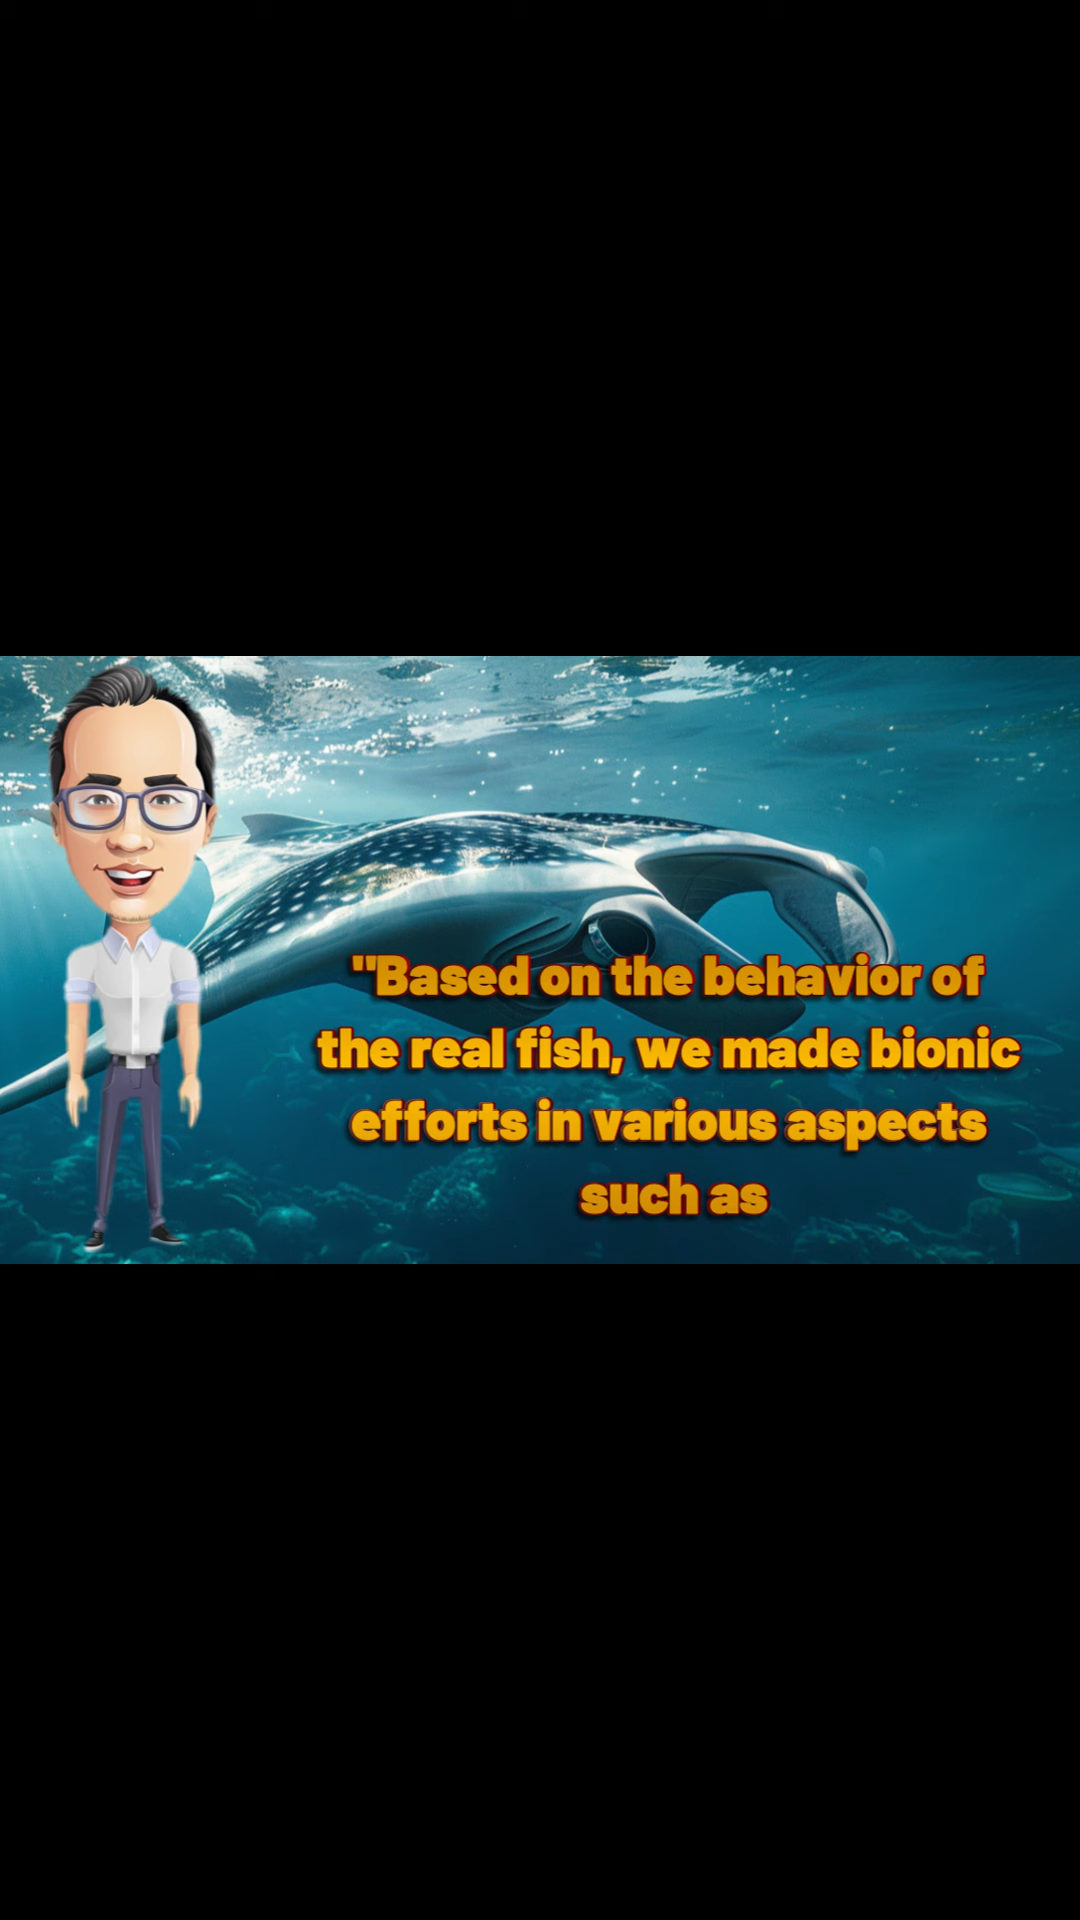 "Based on the behavior of
the real fish, we made bionic
efforts in various aspects
such as